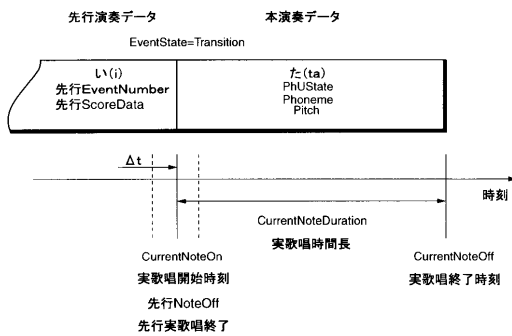 先行演奏データ
本演奏データ
EventState=Transition
い(i)
先行EventNumber
先行ScoreData
た(ta)
PhUState
Phoneme
Pitch
Δt
時刻
CurrentNoteDuration
実歌唱時間長
CurrentNoteOn
実歌唱開始時刻
先行NoteOff
先行実歌唱終了
CurrentNoteOff
実歌唱終了時刻